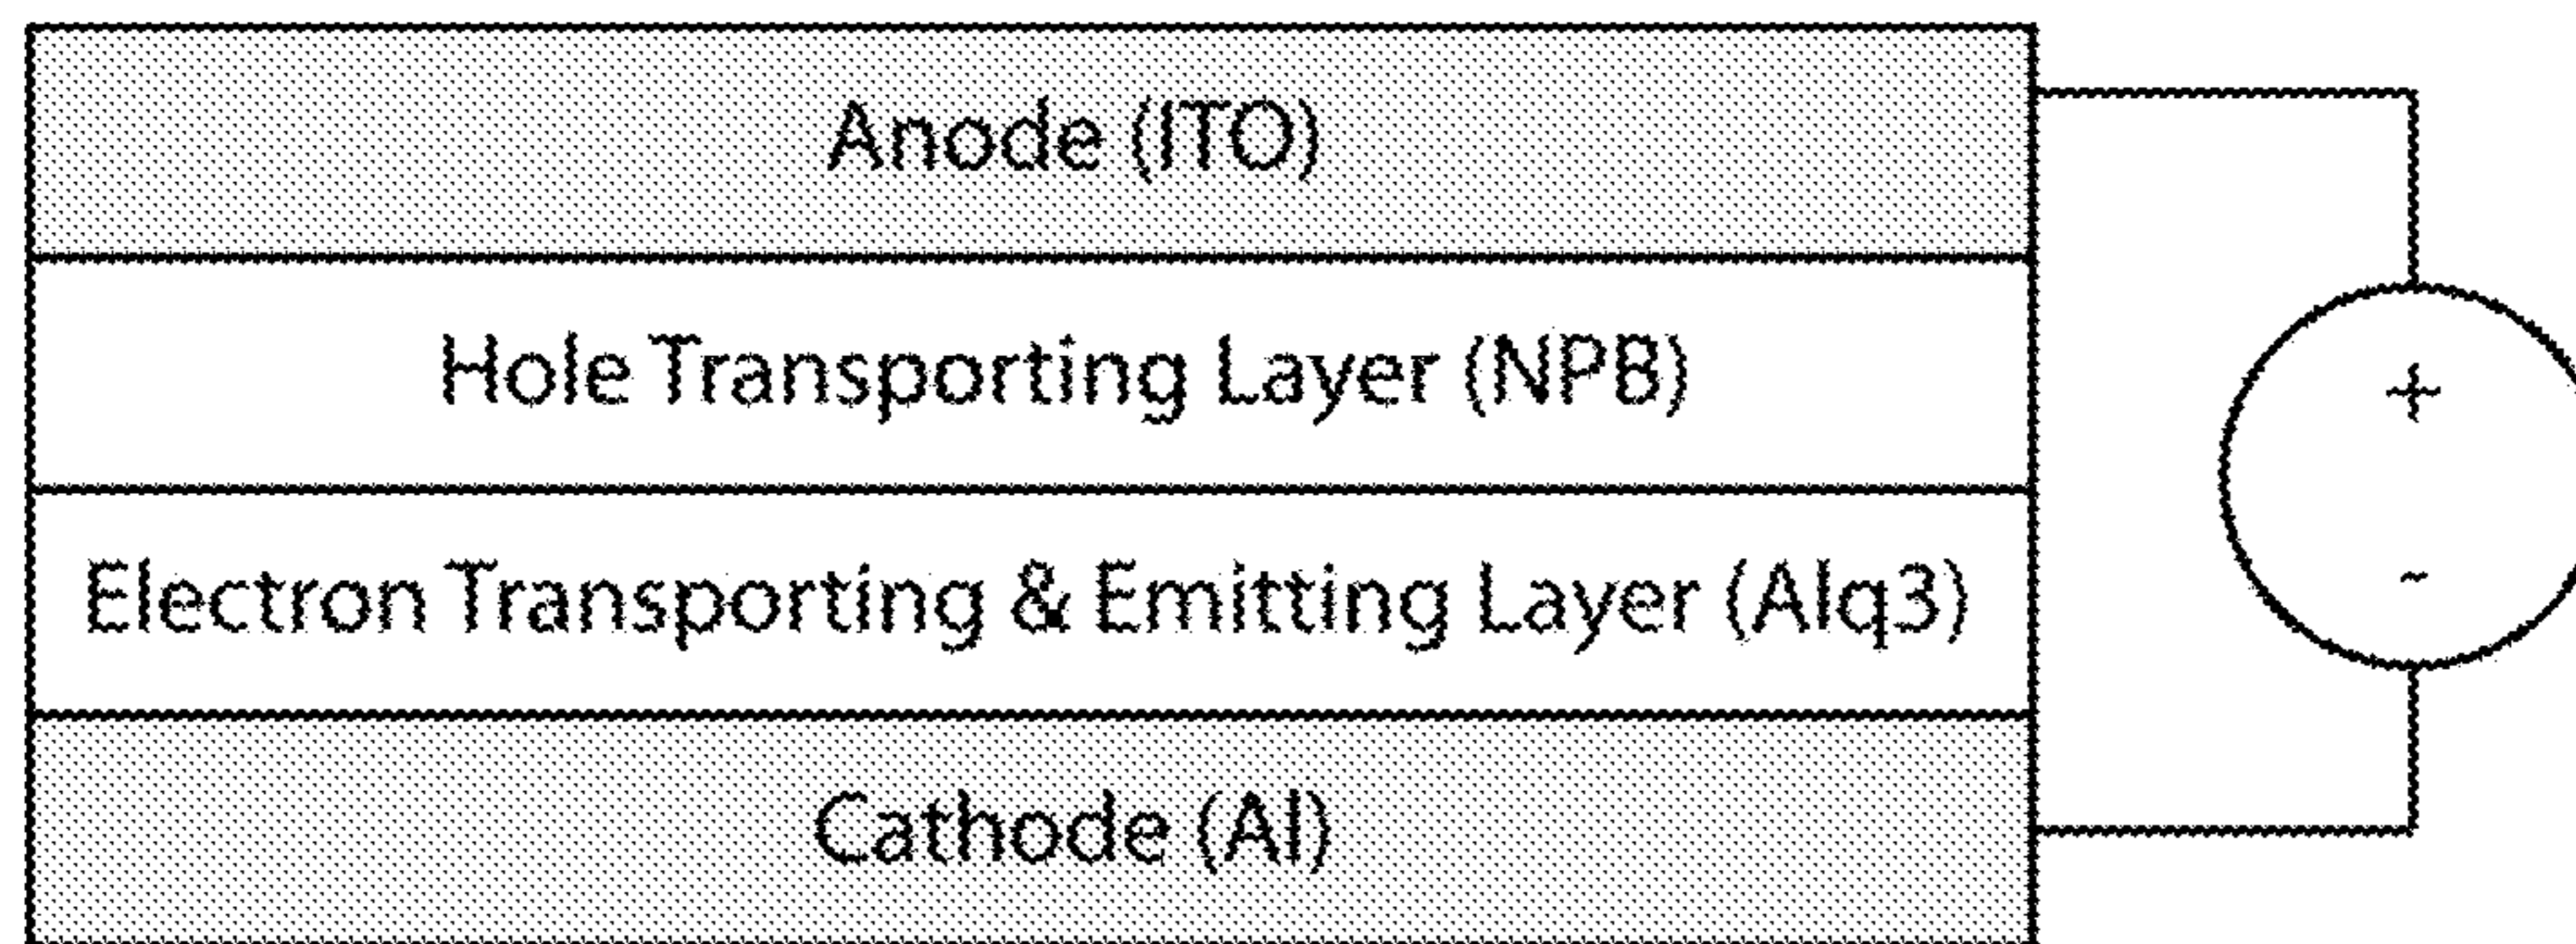 Anode (ITO)
Hole Transporting Layer (NPB)
+
Electron Transporting & Emitting Layer (Alq3)
-
Cathode (Al)